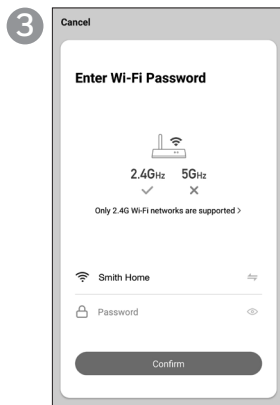 3
Cancel
Enter Wi-Fi Password
2.4GHz 5GHz
Only 2.4G Wi-Fi networks are supported >
Smith Home
Password
Confirm